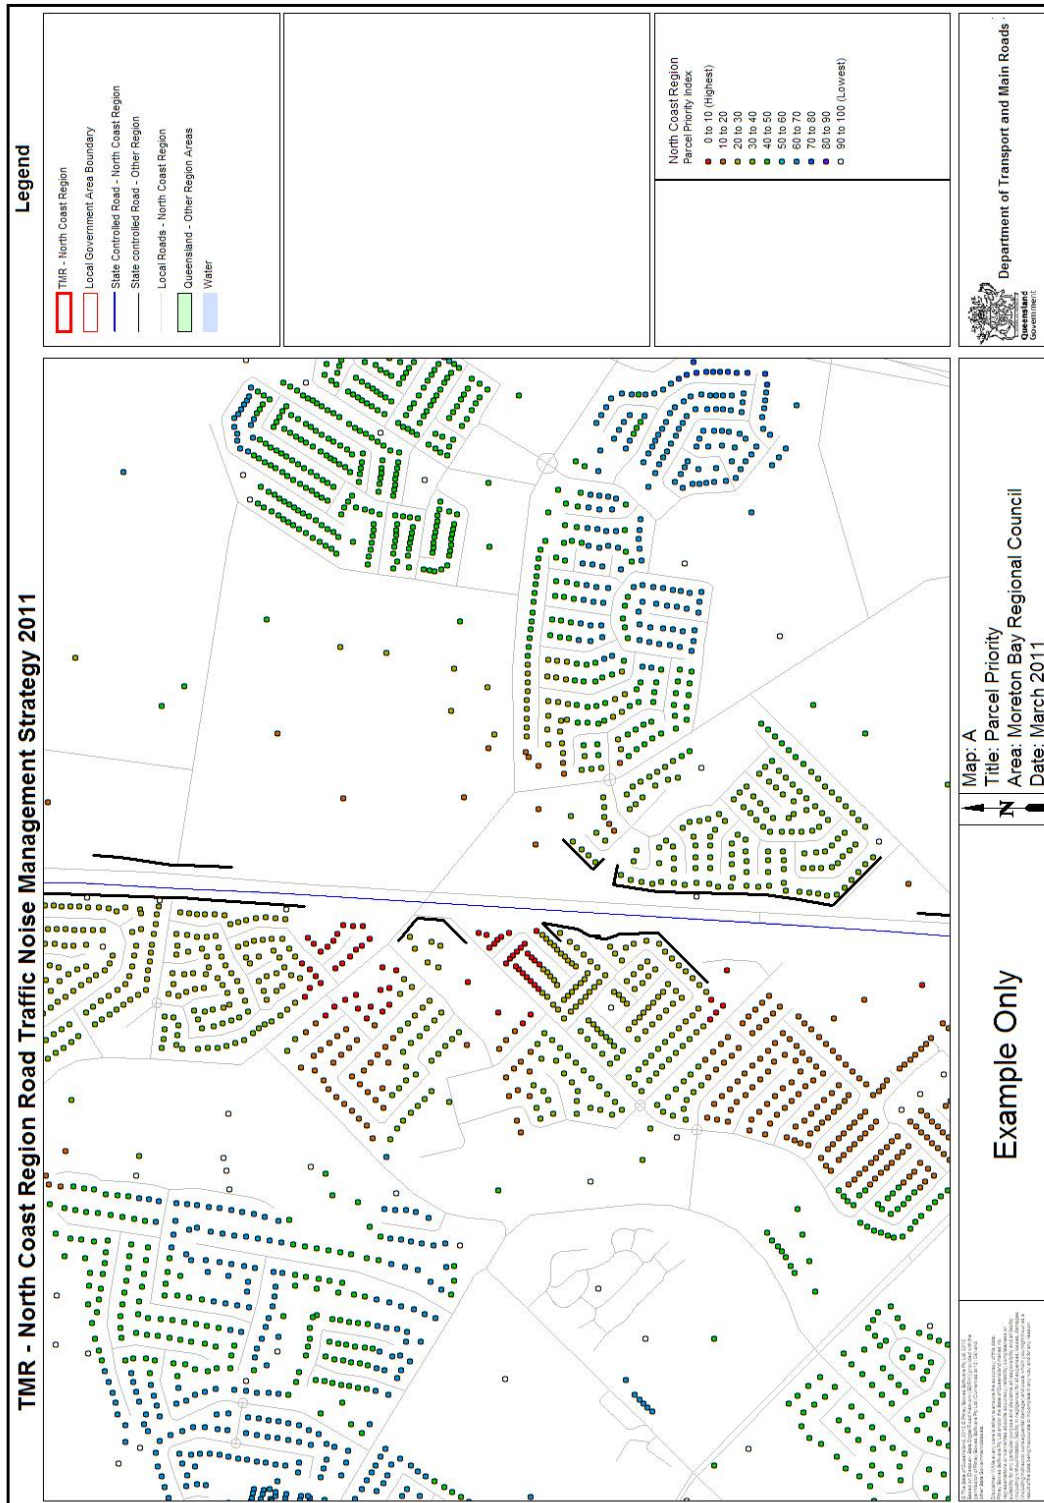 TMR - North Coast Region Road Traffic Noise Management Strategy 2011
Legend
TMR - North Coast Region
Local Government Area Boundary
State Controlled Road - North Coast Region
State controlled Road - Other Region
Local Roads - North Coast Region
Queensland - Other Region Areas
Water
North Coast Region
Parcel Priority Index
0 to 10 (Highest)
10 to 20
20 to 30
30 to 40
40 to 50
50 to 60
60 to 70
70 to 80
80 to 90
90 to 100 (Lowest)
Example Only
N
Map: A
Title: Parcel Priority
Area: Moreton Bay Regional Council
Date: March 2011
Queensland
Government
Department of Transport and Main Roads